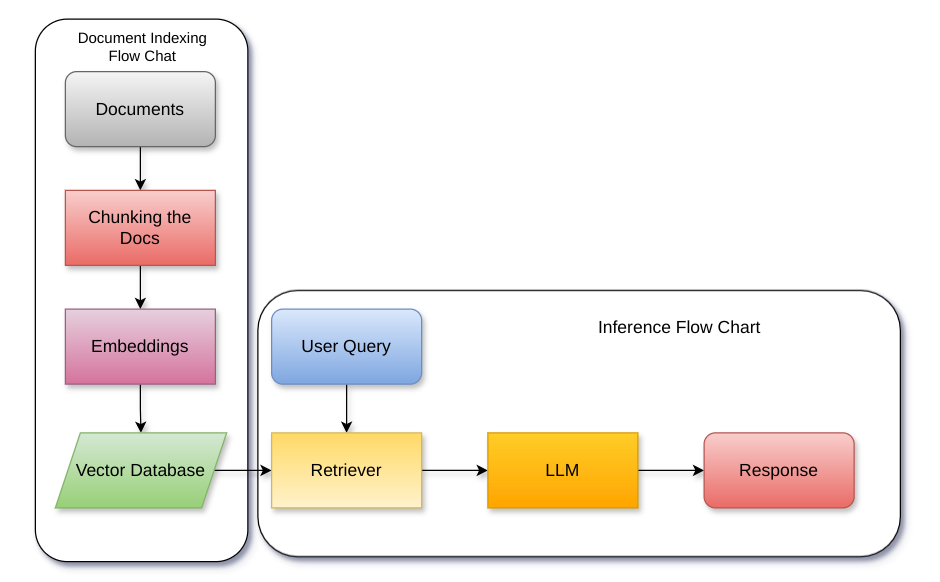 Document Indexing
Flow Chat
Documents
Chunking the
Docs
Embeddings
Vector Database
Inference Flow Chart
User Query
Retriever
LLM
Response